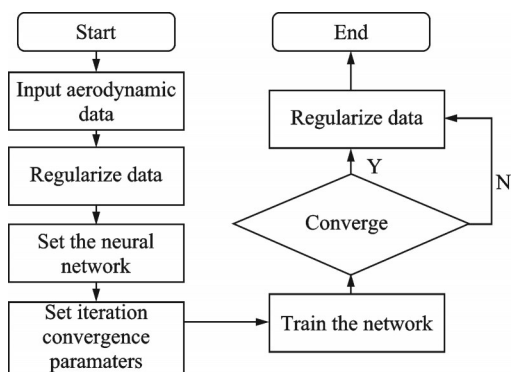 Start
Input aerodynamic
data
Regularize data
Set the neural
network
Set iteration
convergence
paramaters
Train the network
Converge
Y
N
Regularize data
End